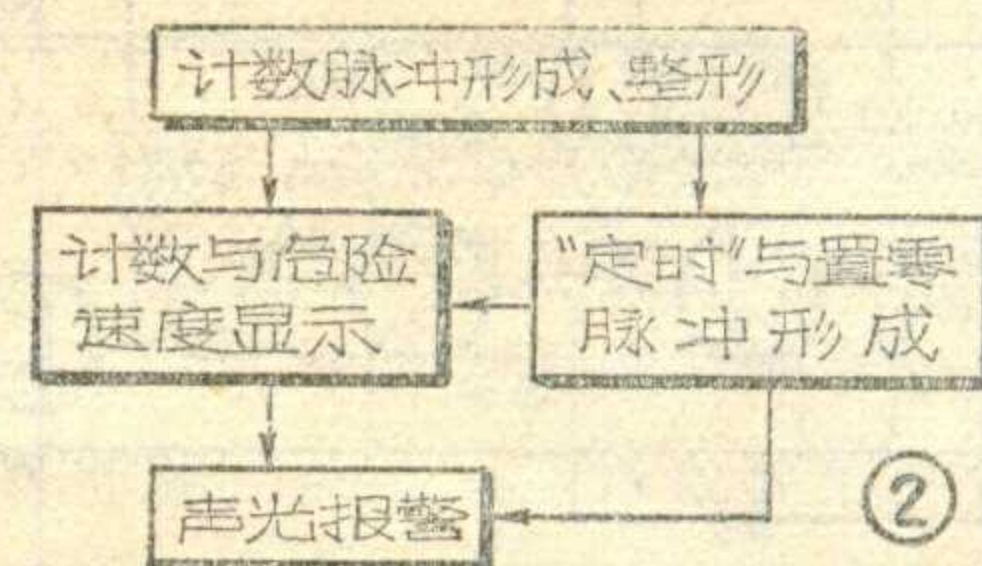 计数脉冲形成、整形
计数与危险
速度显示
“定时”与置零
脉冲形成
声光报警
②